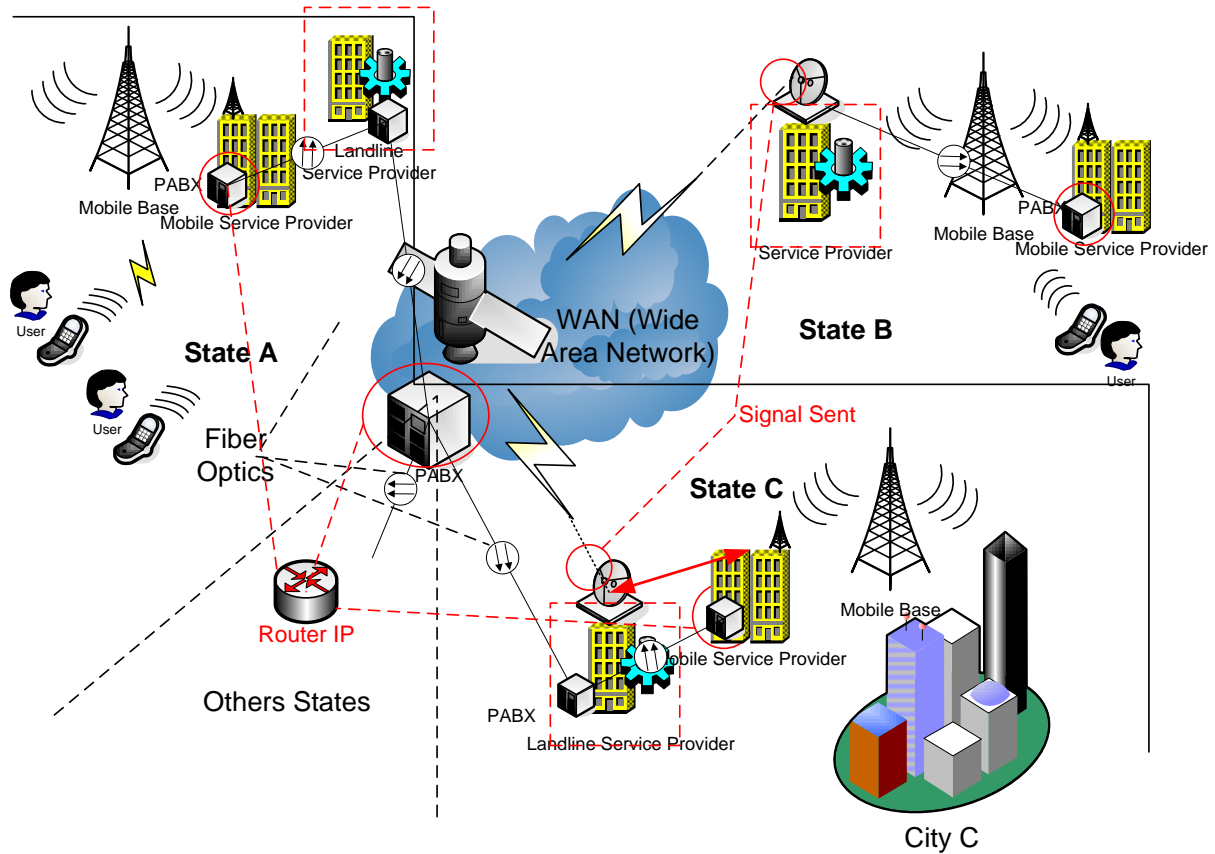 Landline
Service Provider
PABX
Mobile Base
Mobile Service Provider
User
State A
User
Fiber
Optics
WAN (Wide
Area Network)
PABX
Service Provider
PABX
Mobile Base
Mobile Service Provider
State B
User
Signal Sent
State C
Mobile Base
Router IP
Others States
Mobile Service Provider
PABX
Landline Service Provider
City C